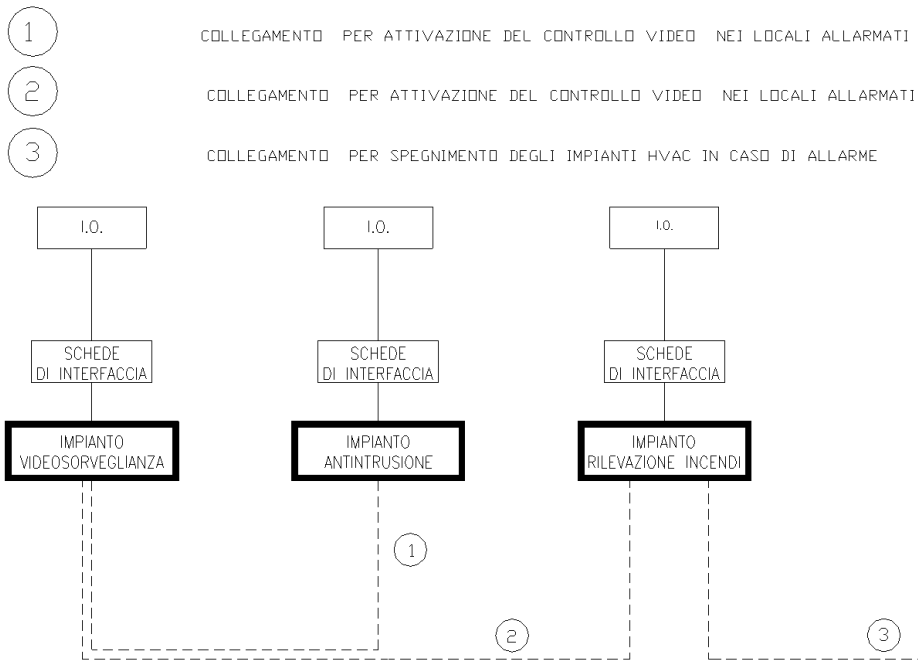 1 COLLEGAMENTO PER ATTIVAZIONE DEL CONTROLLO VIDEO NEI LOCALI ALLARMATI
2 COLLEGAMENTO PER ATTIVAZIONE DEL CONTROLLO VIDEO NEI LOCALI ALLARMATI
3 COLLEGAMENTO PER SPEGNIMENTO DEGLI IMPIANTI HVAC IN CASO DI ALLARME
I.O.
I.O.
I.O.
SCHEDE
DI INTERFACCIA
SCHEDE
DI INTERFACCIA
SCHEDE
DI INTERFACCIA
IMPIANTO
VIDEOSORVEGLIANZA
IMPIANTO
ANTINTRUSIONE
IMPIANTO
RILEVAZIONE INCENDI
1
2
3